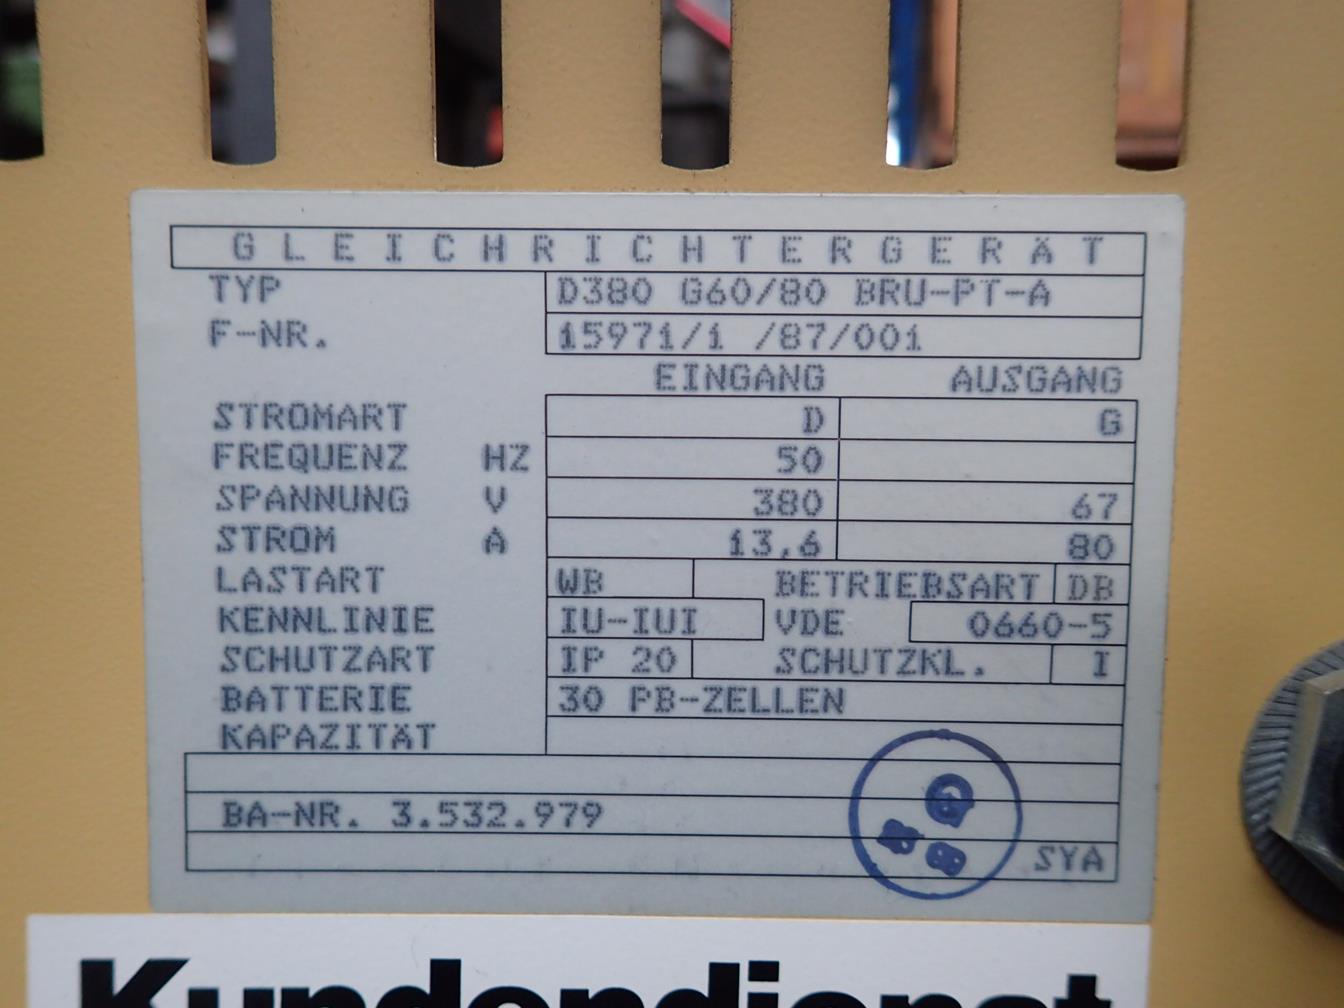 GLEICHRICHTERGERÄT
TYP D380 G60/80 BRU-PT-A
F-NR. 15971/1 /87/001
EINGANG AUSGANG
STROMART D G
FREQUENZ HZ 50
SPANNUNG V 380 67
STROM A 13,6 80
LASTART WB BETRIEBSART DB
KENNLINIE IU-IUI VDE 0660-5
SCHUTZART IP 20 SCHUTZKL. I
BATTERIE 30 PB-ZELLEN
KAPAZITÄT
BA-NR. 3.532.979
SYA
Kundendienst